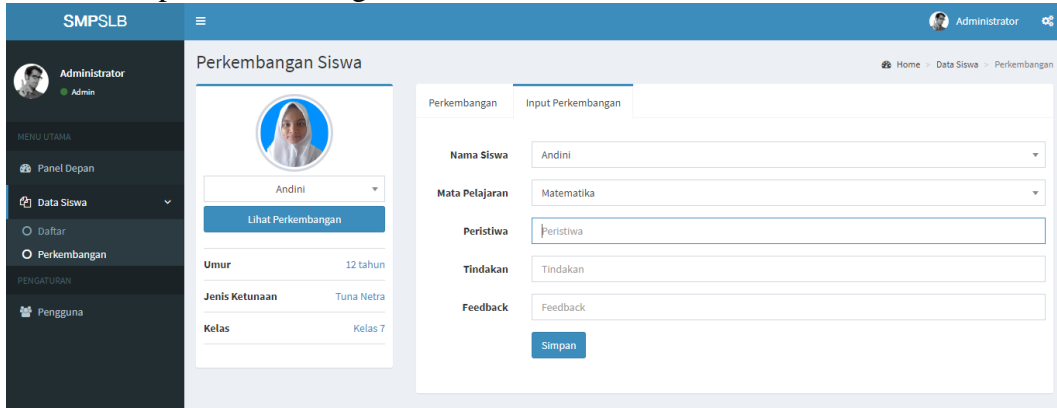 SMPSLB
Administrator
Administrator
Admin
MENU UTAMA
Panel Depan
Data Siswa
Daftar
Perkembangan
PENGATURAN
Pengguna
Perkembangan Siswa
Home > Data Siswa > Perkembangan
Andini
Lihat Perkembangan
Umur 12 tahun
Jenis Ketunaan Tuna Netra
Kelas Kelas 7
Perkembangan Input Perkembangan
Nama Siswa Andini
Mata Pelajaran Matematika
Peristiwa Peristiwa
Tindakan Tindakan
Feedback Feedback
Simpan